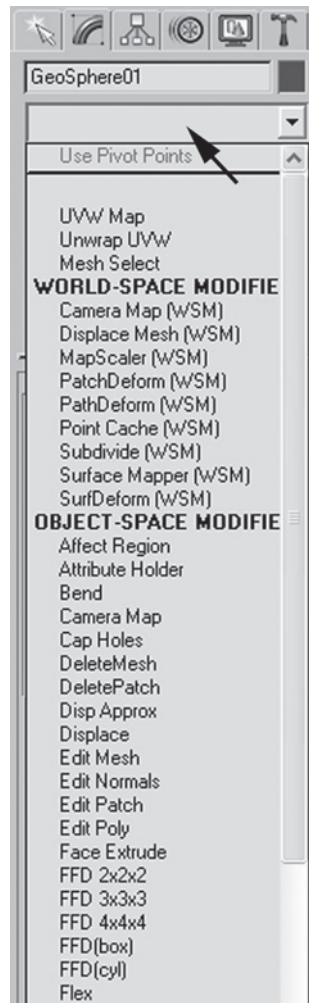 GeoSphere01
Use Pivot Points
UVW Map
Unwrap UVW
Mesh Select
WORLD-SPACE MODIFIE
Camera Map (WSM)
Displace Mesh (WSM)
MapScaler (WSM)
PatchDeform (WSM)
PathDeform (WSM)
Point Cache (WSM)
Subdivide (WSM)
Surface Mapper (WSM)
SurfDeform (WSM)
OBJECT-SPACE MODIFIE
Affect Region
Attribute Holder
Bend
Camera Map
Cap Holes
DeleteMesh
DeletePatch
Disp Approx
Displace
Edit Mesh
Edit Normals
Edit Patch
Edit Poly
Face Extrude
FFD 2x2x2
FFD 3x3x3
FFD 4x4x4
FFD(box)
FFD(cyl)
Flex